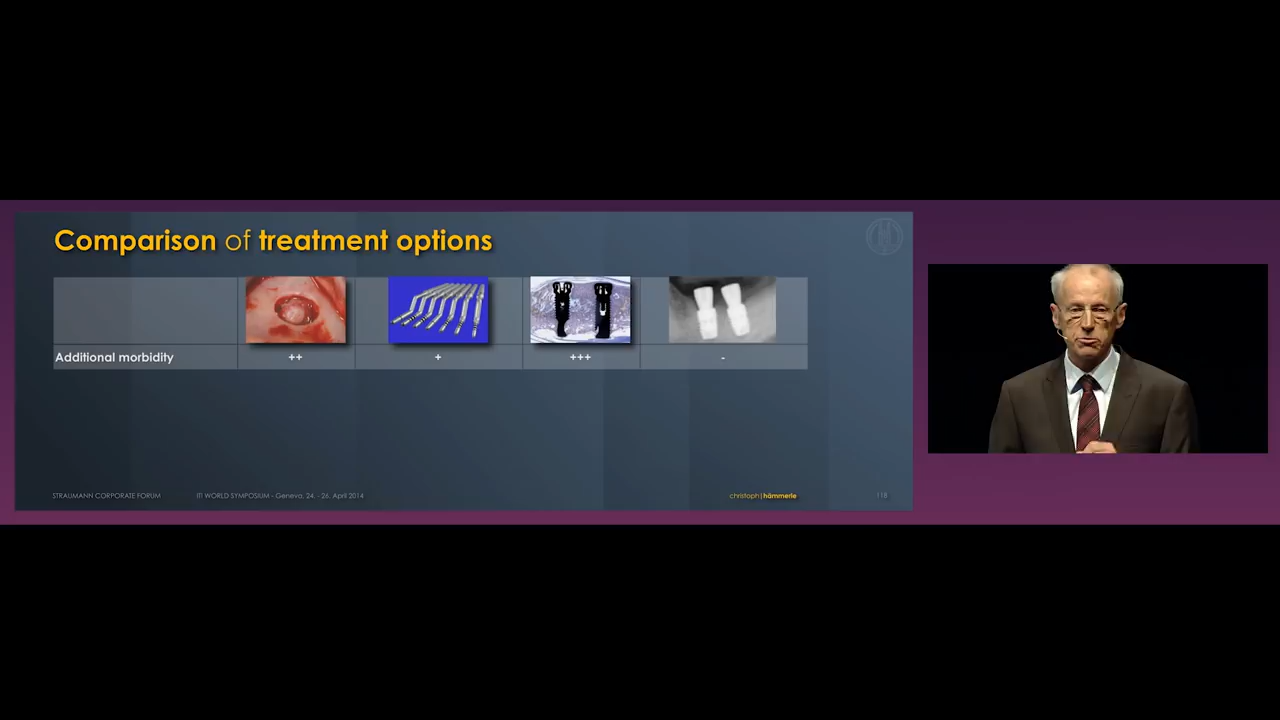 Comparison of treatment options
Additional morbidity ++ + +++ -
STRAUMANN CORPORATE FORUM ITI WORLD SYMPOSIUM - Geneva, 24. - 26. April 2014 christoph|hämmerle |18